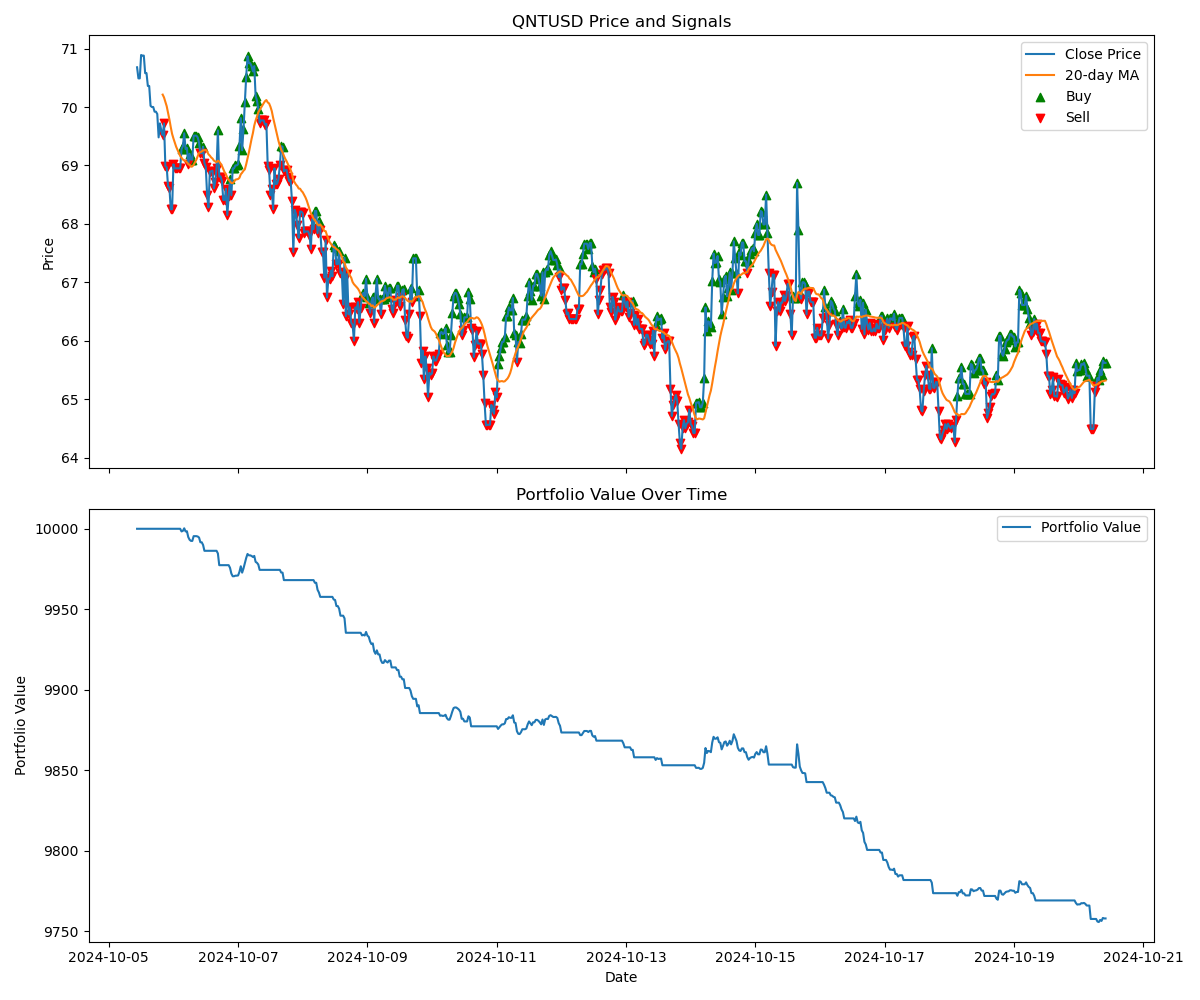 QNTUSD Price and Signals
71
70
69
68
67
66
65
64
Price
Close Price
20-day MA
Buy
Sell
Portfolio Value Over Time
10000
9950
9900
9850
9800
9750
Portfolio Value
Portfolio Value
2024-10-05 2024-10-07 2024-10-09 2024-10-11 2024-10-13 2024-10-15 2024-10-17 2024-10-19 2024-10-21
Date